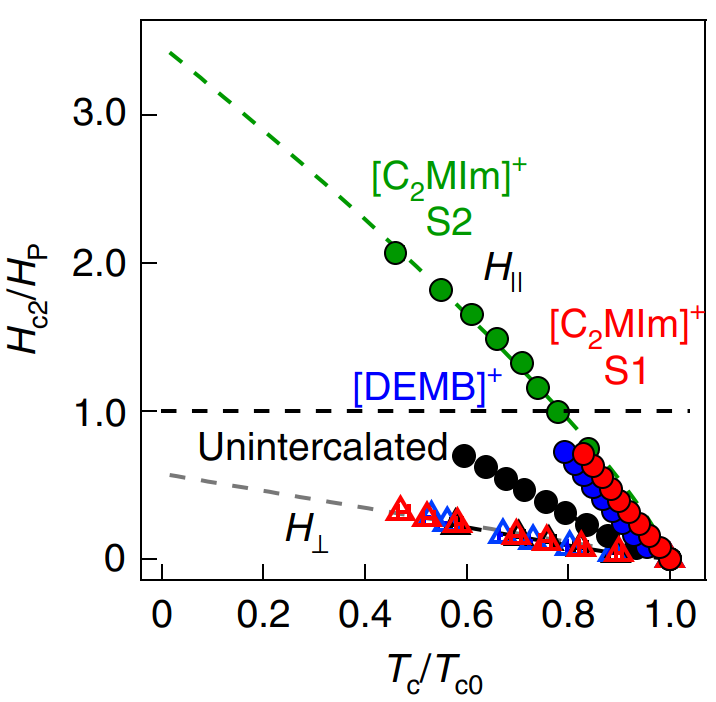 3.0
[C₂MIm]⁺
S2
2.0
H||
[C₂MIm]⁺
S1
[DEMB]⁺
1.0
Unintercalated
H⊥
0
0 0.2 0.4 0.6 0.8 1.0
Tc/Tc0
Hc2/HP